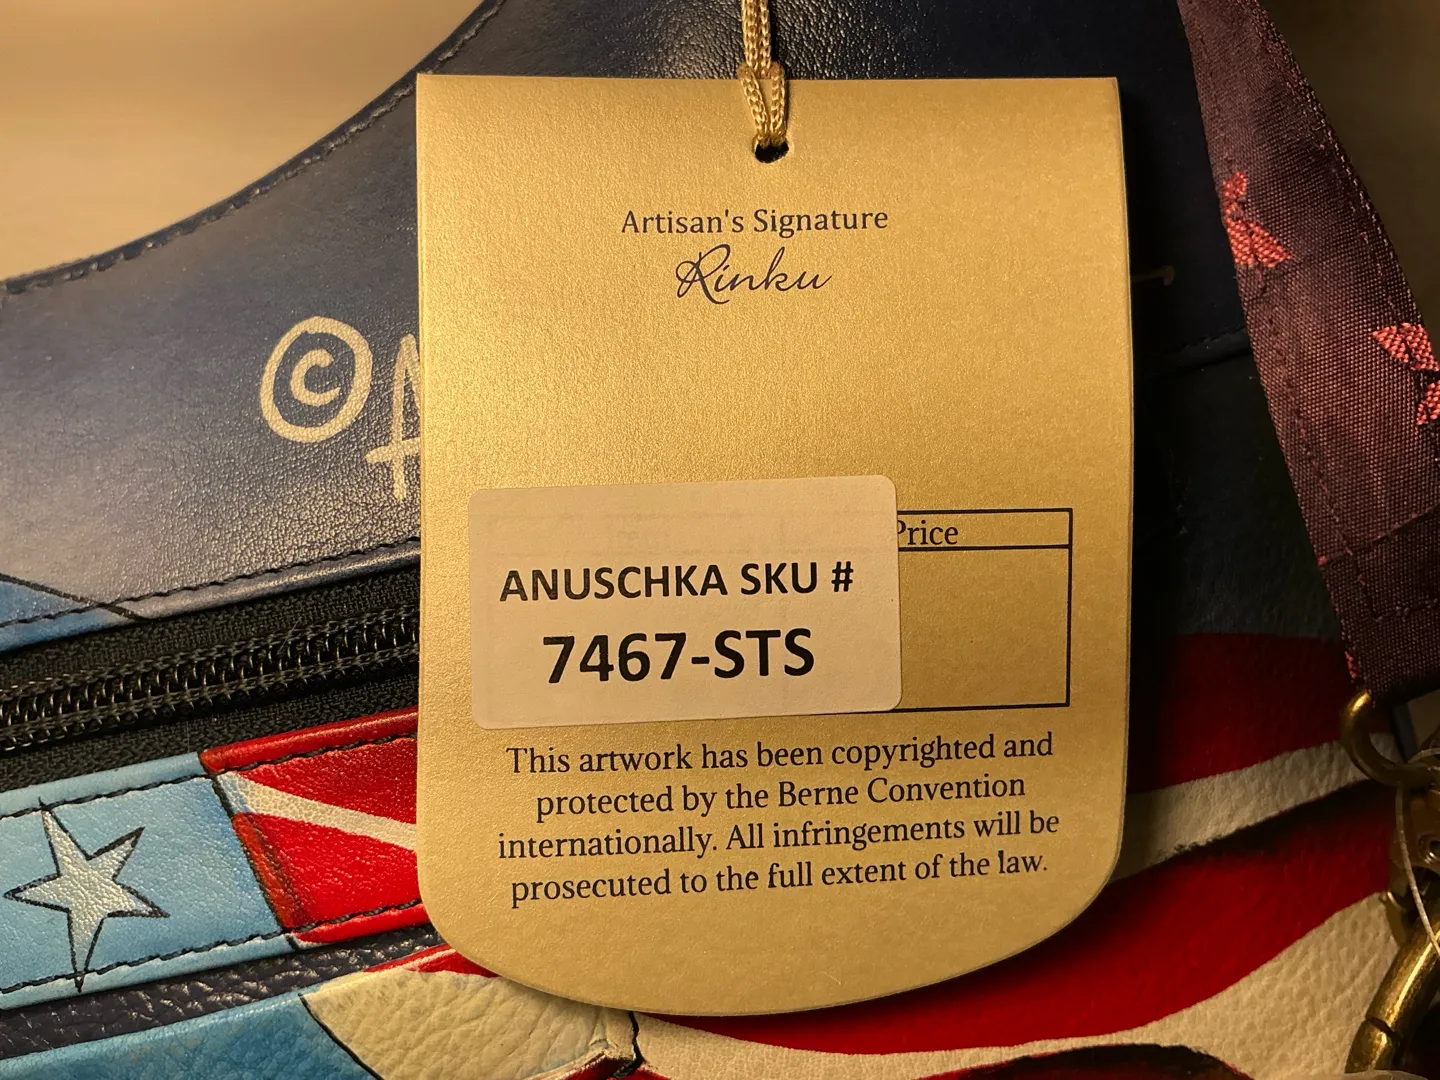 Artisan's Signature
Rinku
©
Price
ANUSCHKA SKU #
7467-STS
This artwork has been copyrighted and
protected by the Berne Convention
internationally. All infringements will be
prosecuted to the full extent of the law.